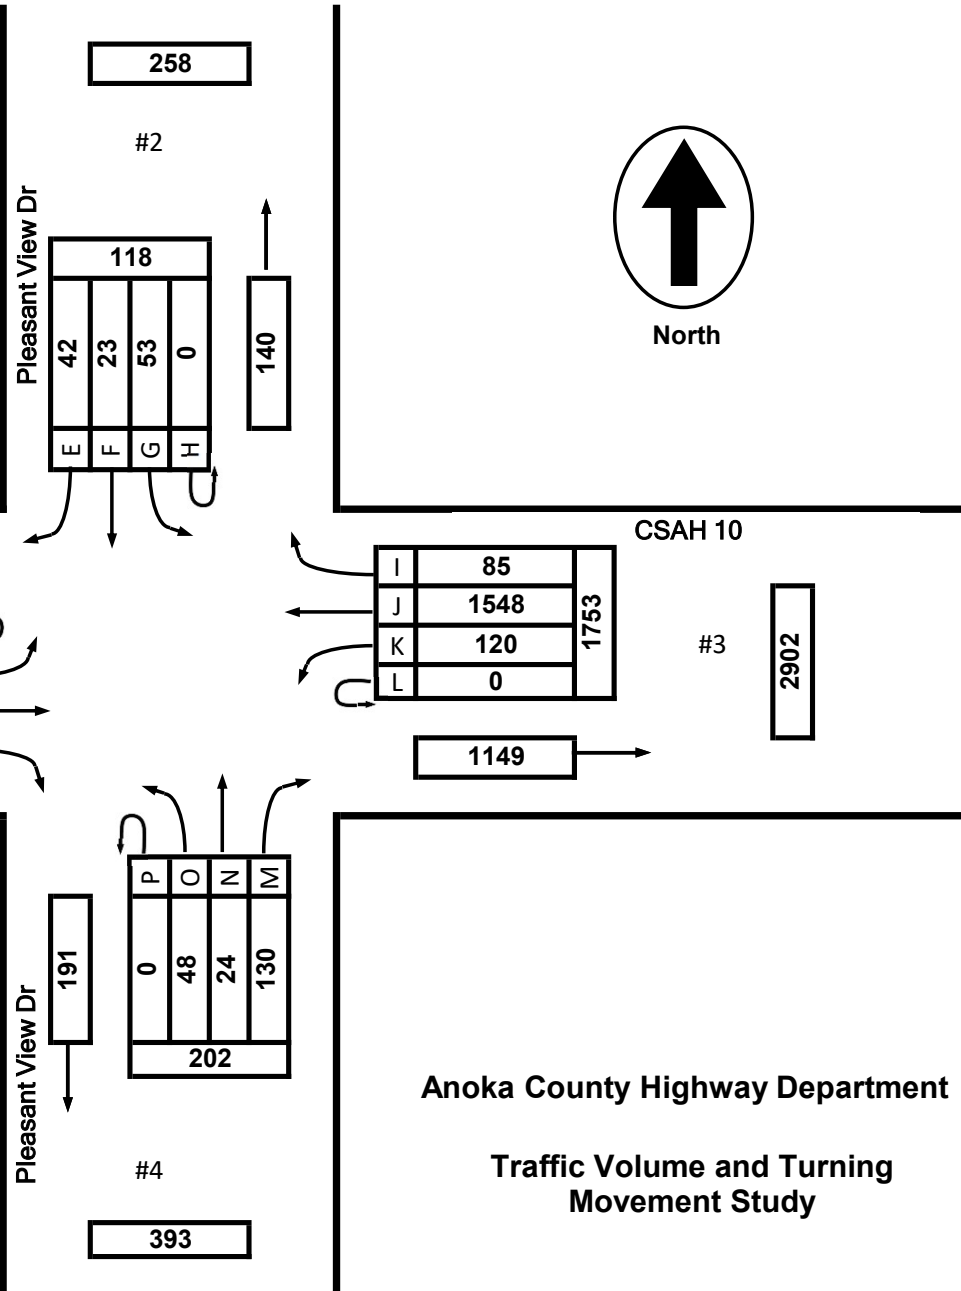 258
#2
Pleasant View Dr
118
42 23 53 0
E F G H
140
North
CSAH 10
I 85
J 1548
K 120
L 0
1753
#3
2902
1149
P O N M
0 48 24 130
202
191
Pleasant View Dr
#4
393
Anoka County Highway Department
Traffic Volume and Turning
Movement Study